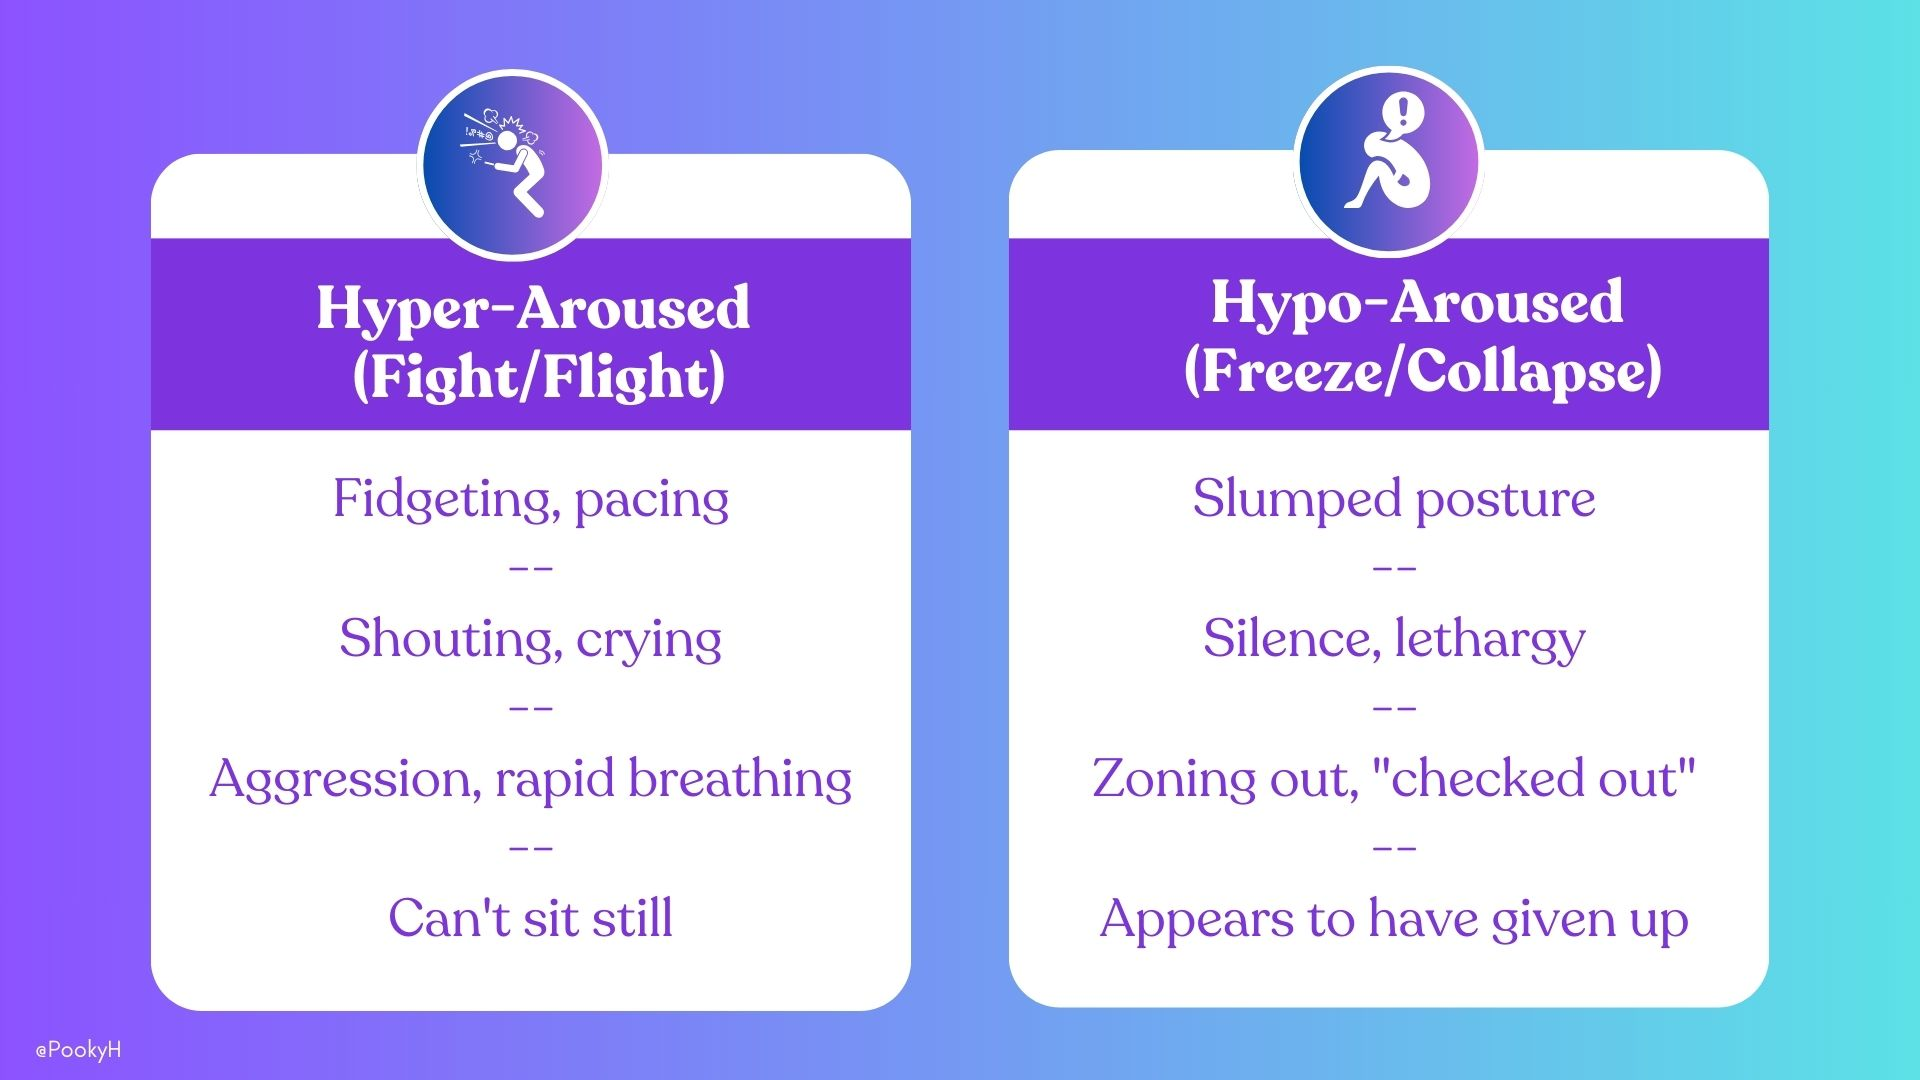 Hyper-Aroused
(Fight/Flight)
Fidgeting, pacing
--
Shouting, crying
--
Aggression, rapid breathing
--
Can't sit still
Hypo-Aroused
(Freeze/Collapse)
Slumped posture
--
Silence, lethargy
--
Zoning out, "checked out"
--
Appears to have given up
@PookyH